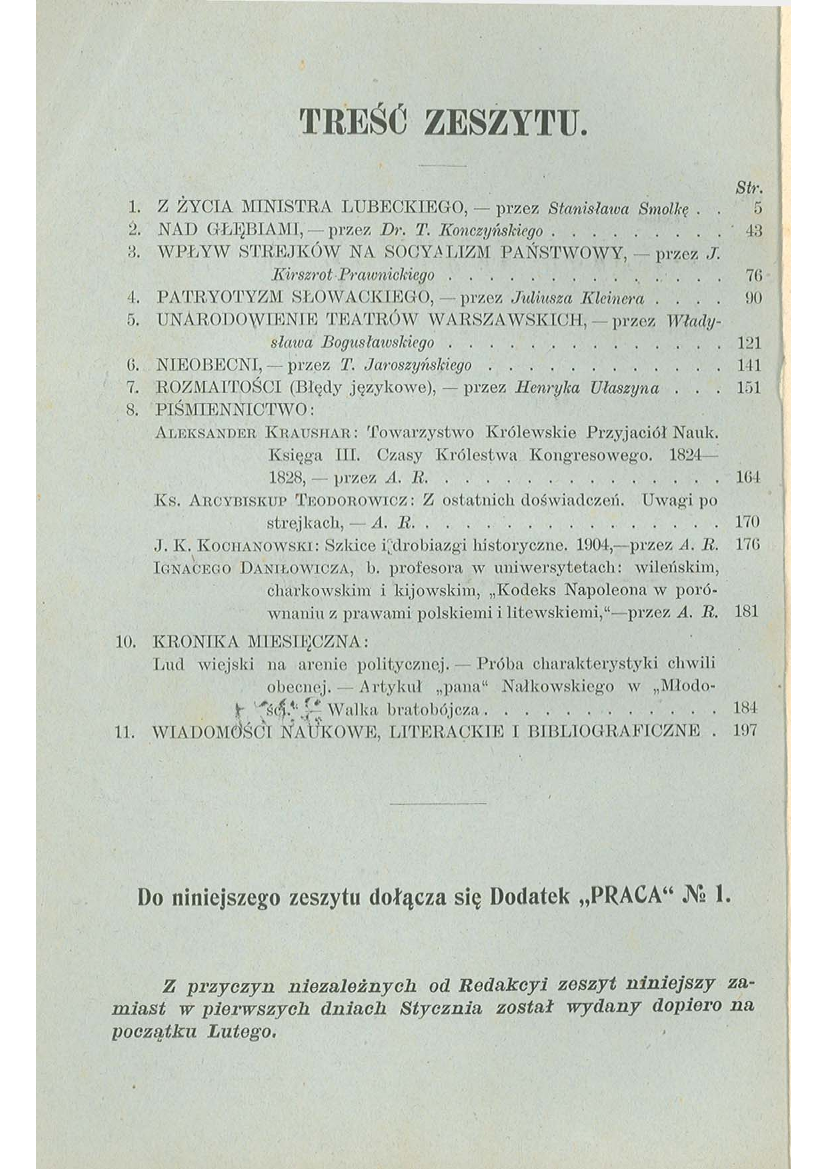 TREŚĆ ZESZYTU.
Str.
1. Z ŻYCIA MINISTRA LUBECKIEGO, — przez Stanisława Smolkę . . 5
2. NAD GŁĘBIAMI, — przez Dr. T. Konczyńskiego . . . . . . . . . 43
3. WPŁYW STREJKÓW NA SOCYALIZM PAŃSTWOWY, — przez J.
Kirszrot Prawnickiego . . . . . . . . . . . . . . 76
4. PATRYOTYZM SŁOWACKIEGO, — przez Juliusza Kleinera . . . . 90
5. UNARODOWIENIE TEATRÓW WARSZAWSKICH, — przez Włady-
sława Bogusławskiego . . . . . . . . . . . . . . 121
6. NIEOBECNI, — przez T. Jaroszyńskiego . . . . . . . . . . . . 141
7. ROZMAITOŚCI (Błędy językowe), — przez Henryka Ułaszyna . . . 151
8. PIŚMIENNICTWO:
ALEKSANDER KRAUSHAR: Towarzystwo Królewskie Przyjaciół Nauk.
Księga III. Czasy Królestwa Kongresowego. 1824—
1828, — przez A. R. . . . . . . . . . . . . . . 164
KS. ARCYBISKUP TEODOROWICZ: Z ostatnich doświadczeń. Uwagi po
strejkach, — A. R. . . . . . . . . . . . . . . . 170
J. K. KOCHANOWSKI: Szkice i drobiazgi historyczne. 1904,—przez A. R. 176
IGNACEGO DANIŁOWICZA, b. profesora w uniwersytetach: wileńskim,
charkowskim i kijowskim, „Kodeks Napoleona w poró-
wnaniu z prawami polskiemi i litewskiemi,“—przez A. R. 181
10. KRONIKA MIESIĘCZNA:
Lud wiejski na arenie politycznej. — Próba charakterystyki chwili
obecnej. — Artykuł „pana“ Nałkowskiego w „Młodo-
ści.“ — Walka bratobójcza . . . . . . . . . . . . 184
11. WIADOMOŚCI NAUKOWE, LITERACKIE I BIBLIOGRAFICZNE . 197
Do niniejszego zeszytu dołącza się Dodatek „PRACA“ № 1.
Z przyczyn niezależnych od Redakcyi zeszyt niniejszy za-
miast w pierwszych dniach Stycznia został wydany dopiero na
początku Lutego.